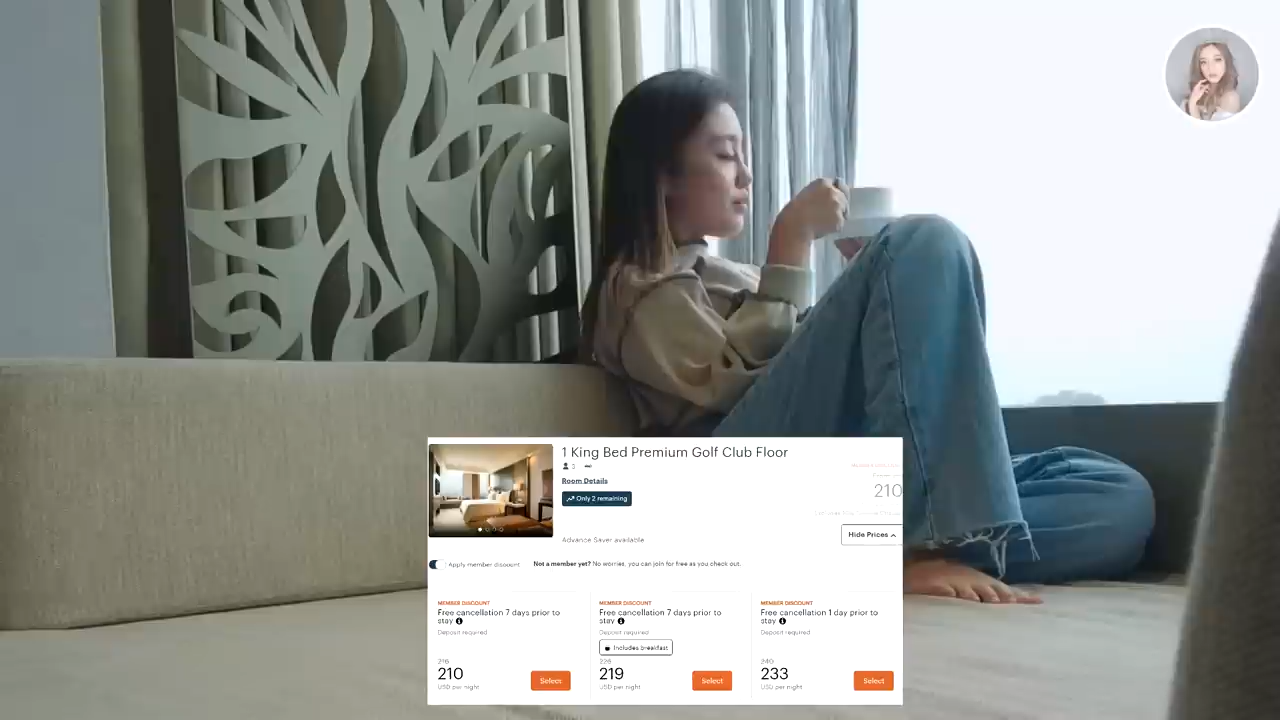 1 King Bed Premium Golf Club Floor
3
Room Details
Only 2 remaining
210
Advance Saver available
Hide Prices
Apply member discount
Not a member yet? No worries, you can join for free as you check out.
MEMBER DISCOUNT
Free cancellation 7 days prior to
stay
Deposit required
216
210
USD per night
Select
MEMBER DISCOUNT
Free cancellation 7 days prior to
stay
Deposit required
Includes breakfast
226
219
USD per night
Select
MEMBER DISCOUNT
Free cancellation 1 day prior to
stay
Deposit required
240
233
USD per night
Select